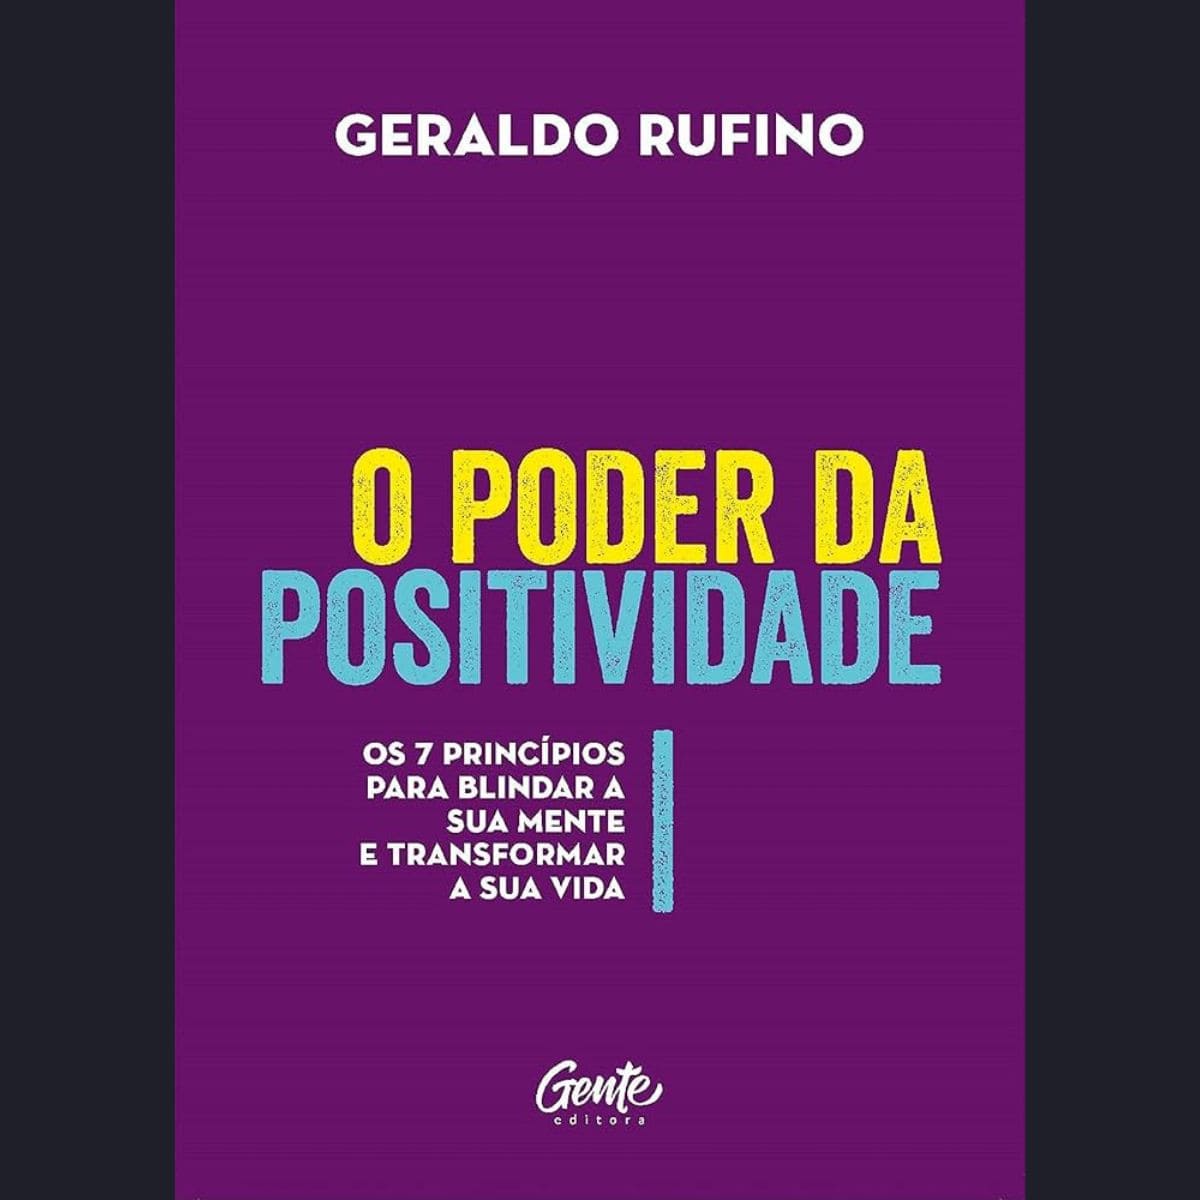 GERALDO RUFINO
O PODER DA
POSITIVIDADE
OS 7 PRINCÍPIOS
PARA BLINDAR A
SUA MENTE
E TRANSFORMAR
A SUA VIDA
Gente
editora